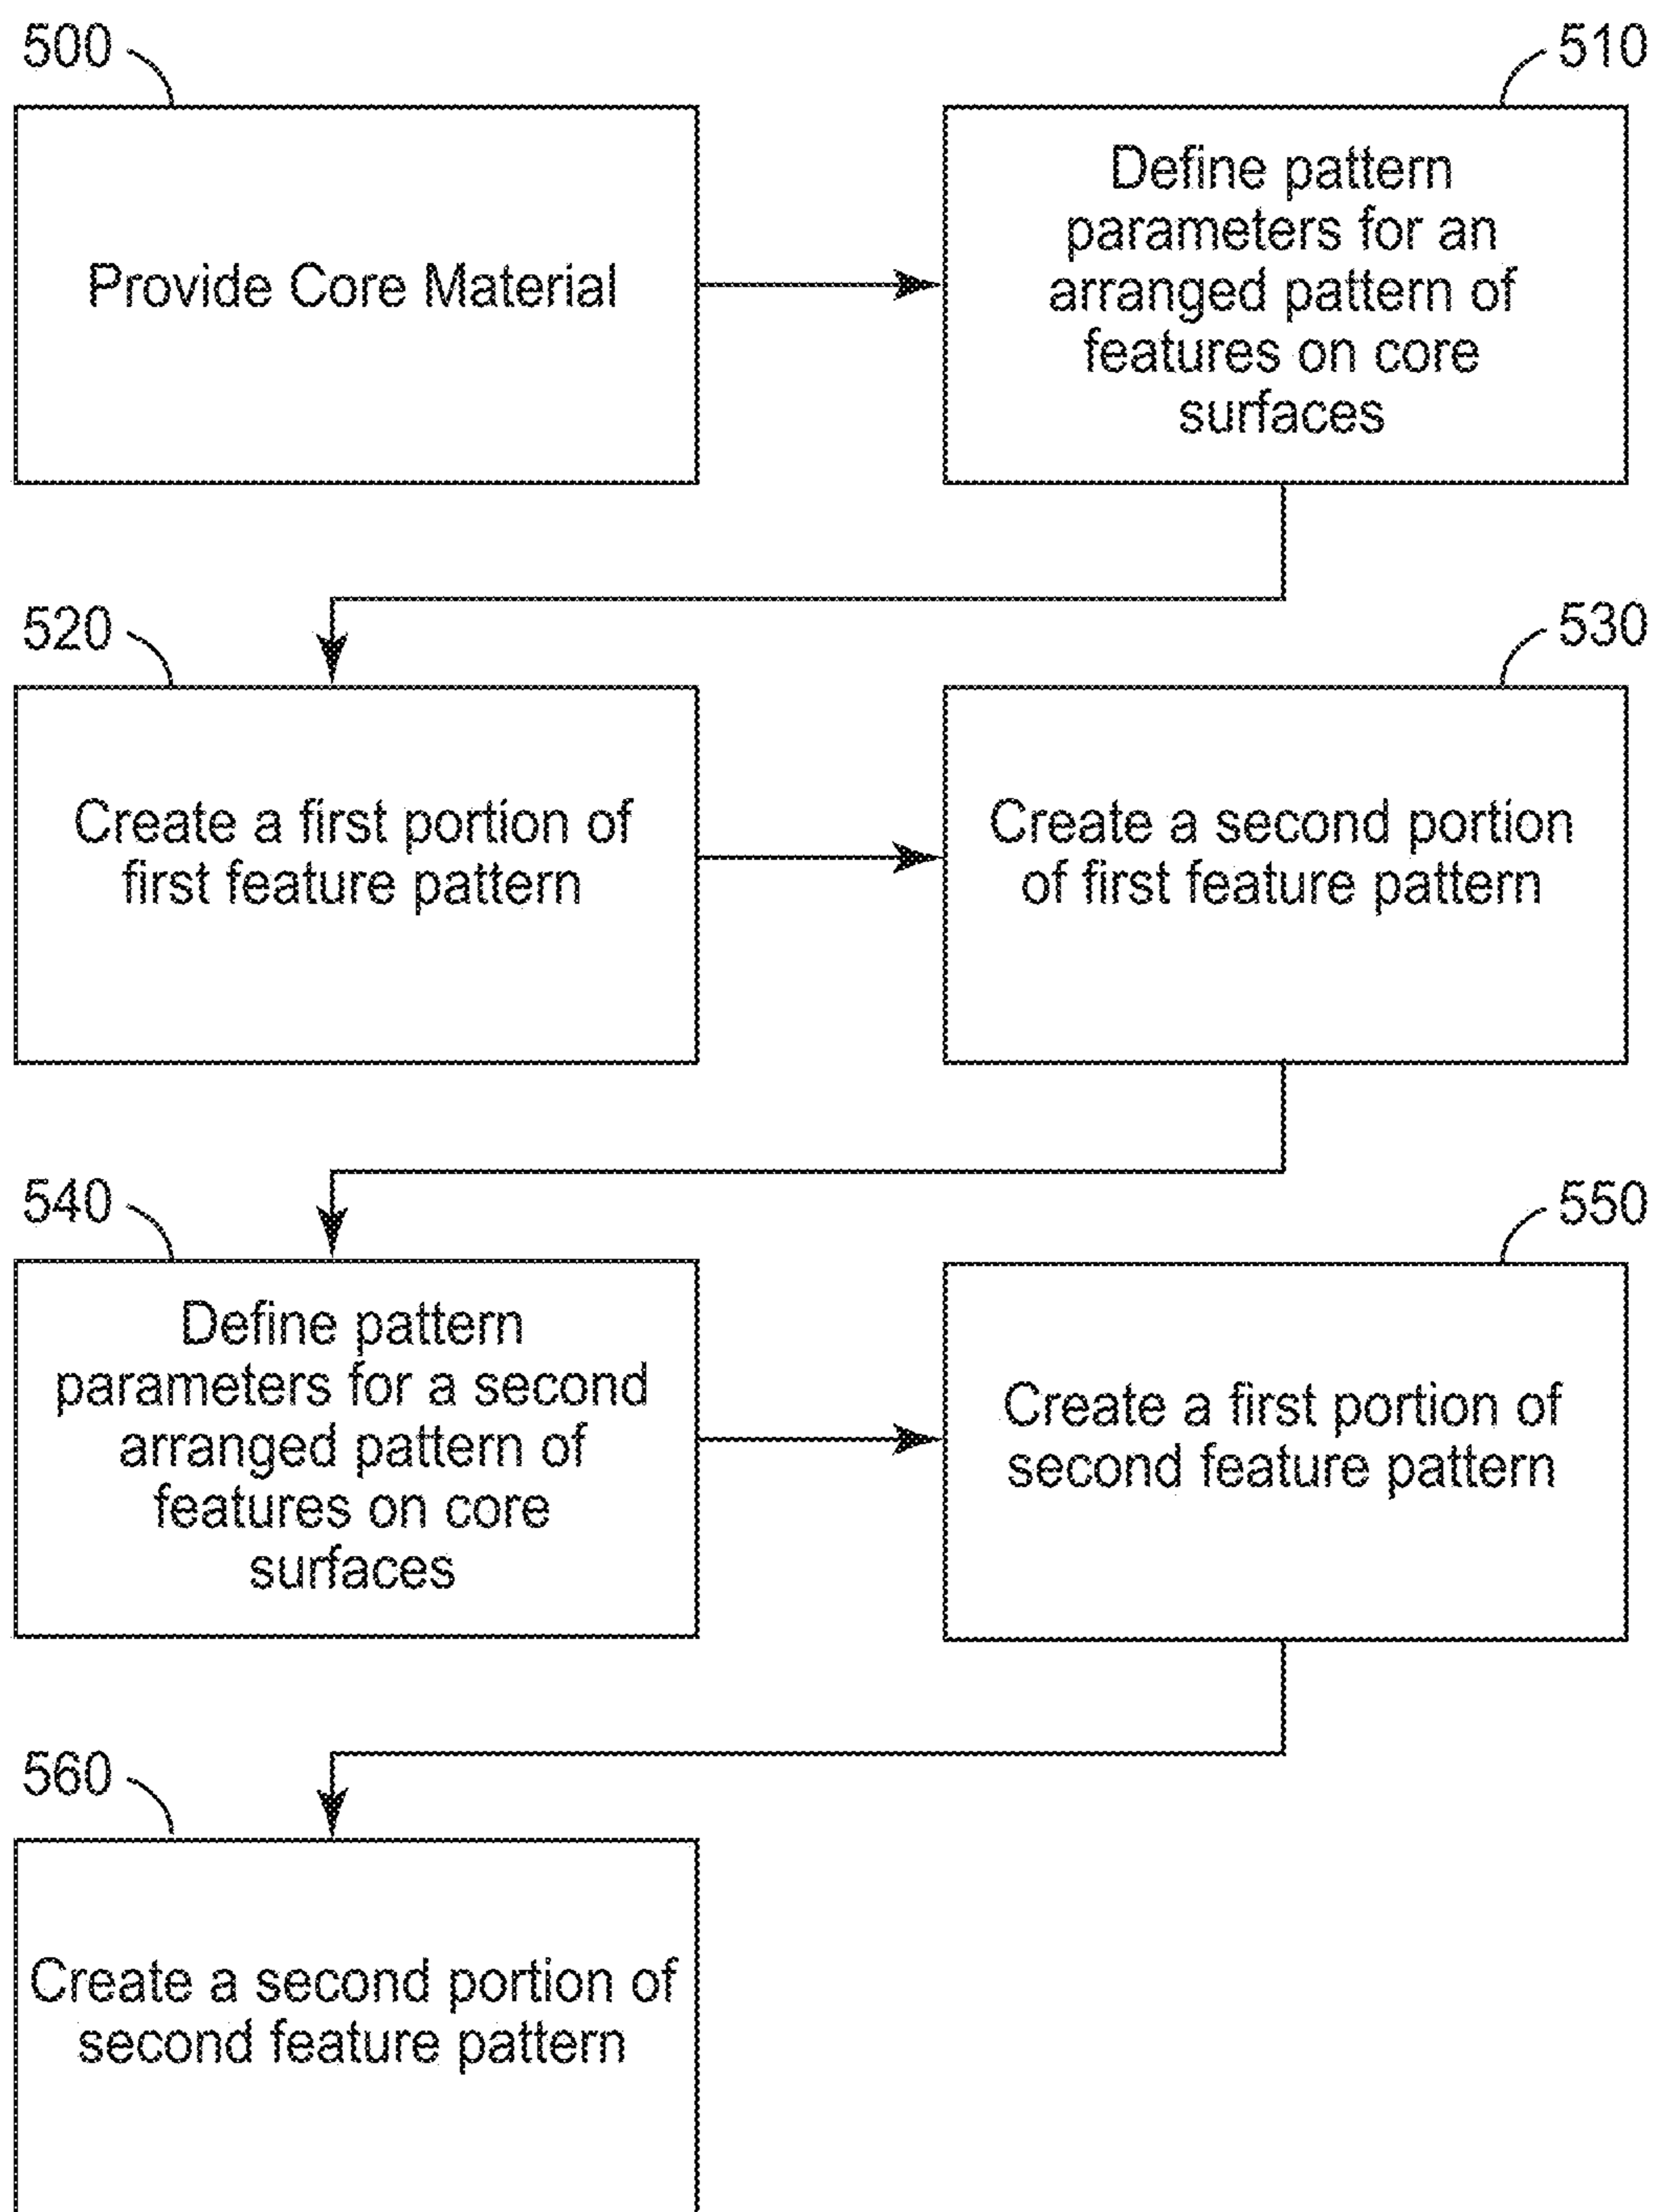 500
Provide Core Material
510
Define pattern
parameters for an
arranged pattern of
features on core
surfaces
520
Create a first portion of
first feature pattern
530
Create a second portion
of first feature pattern
540
Define pattern
parameters for a second
arranged pattern of
features on core
surfaces
550
Create a first portion of
second feature pattern
560
Create a second portion of
second feature pattern